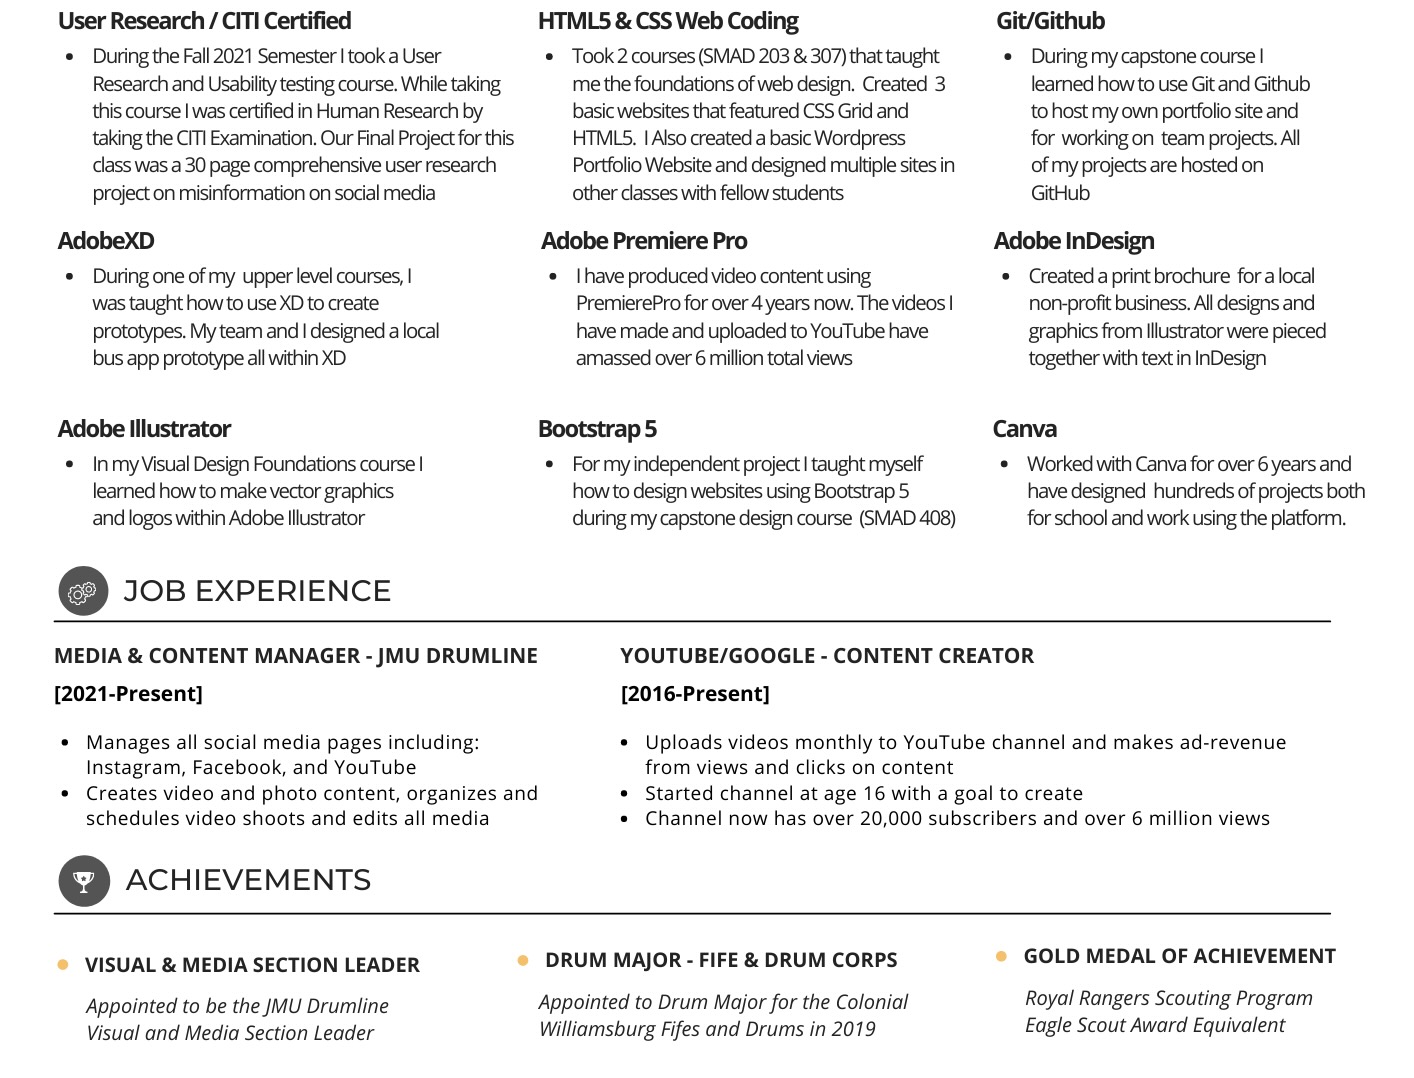 User Research / CITI Certified
During the Fall 2021 Semester I took a User
Research and Usability testing course. While taking
this course I was certified in Human Research by
taking the CITI Examination. Our Final Project for this
class was a 30 page comprehensive user research
project on misinformation on social media
HTML5 & CSS Web Coding
Took 2 courses (SMAD 203 & 307) that taught
me the foundations of web design. Created 3
basic websites that featured CSS Grid and
HTML5. I Also created a basic Wordpress
Portfolio Website and designed multiple sites in
other classes with fellow students
Git/Github
During my capstone course I
learned how to use Git and Github
to host my own portfolio site and
for working on team projects. All
of my projects are hosted on
GitHub
AdobeXD
During one of my upper level courses, I
was taught how to use XD to create
prototypes. My team and I designed a local
bus app prototype all within XD
Adobe Premiere Pro
I have produced video content using
PremierePro for over 4 years now. The videos I
have made and uploaded to YouTube have
amassed over 6 million total views
Adobe InDesign
Created a print brochure for a local
non-profit business. All designs and
graphics from Illustrator were pieced
together with text in InDesign
Adobe Illustrator
In my Visual Design Foundations course I
learned how to make vector graphics
and logos within Adobe Illustrator
Bootstrap 5
For my independent project I taught myself
how to design websites using Bootstrap 5
during my capstone design course (SMAD 408)
Canva
Worked with Canva for over 6 years and
have designed hundreds of projects both
for school and work using the platform.
JOB EXPERIENCE
MEDIA & CONTENT MANAGER - JMU DRUMLINE
[2021-Present]
Manages all social media pages including:
Instagram, Facebook, and YouTube
Creates video and photo content, organizes and
schedules video shoots and edits all media
YOUTUBE/GOOGLE - CONTENT CREATOR
[2016-Present]
Uploads videos monthly to YouTube channel and makes ad-revenue
from views and clicks on content
Started channel at age 16 with a goal to create
Channel now has over 20,000 subscribers and over 6 million views
ACHIEVEMENTS
VISUAL & MEDIA SECTION LEADER
Appointed to be the JMU Drumline
Visual and Media Section Leader
DRUM MAJOR - FIFE & DRUM CORPS
Appointed to Drum Major for the Colonial
Williamsburg Fifes and Drums in 2019
GOLD MEDAL OF ACHIEVEMENT
Royal Rangers Scouting Program
Eagle Scout Award Equivalent